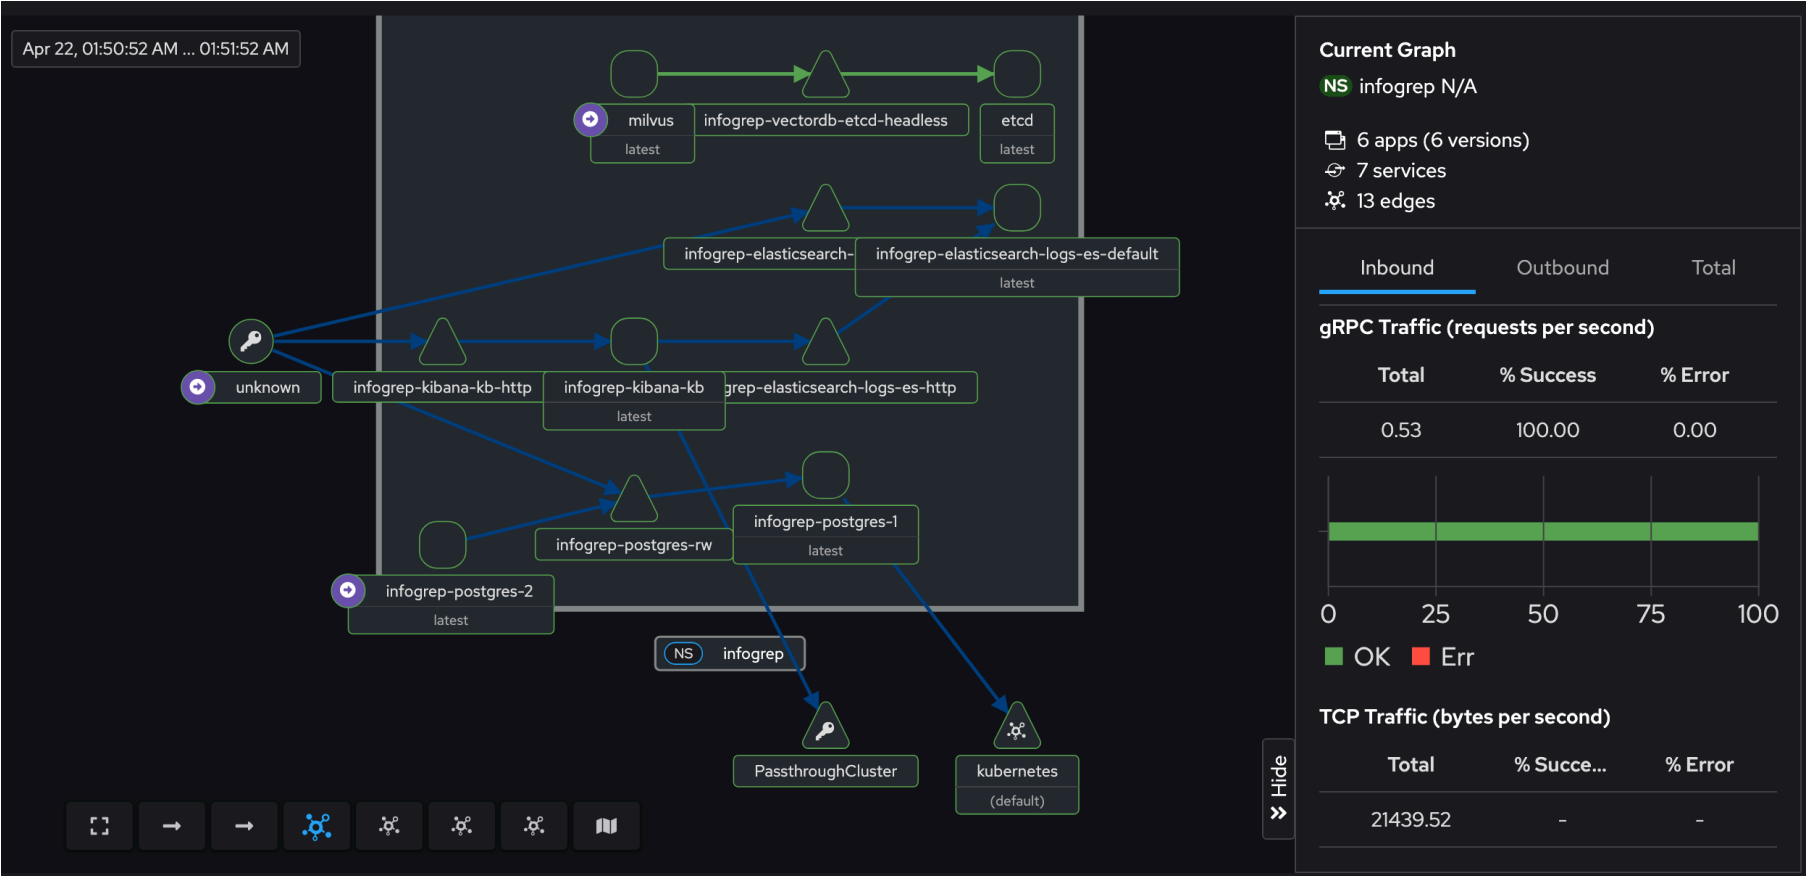 Apr 22, 01:50:52 AM ... 01:51:52 AM
milvus
latest
infogrep-vectordb-etcd-headless
etcd
latest
infogrep-elasticsearch-
infogrep-elasticsearch-logs-es-default
latest
unknown
infogrep-kibana-kb-http
infogrep-kibana-kb
latest
grep-elasticsearch-logs-es-http
infogrep-postgres-1
latest
infogrep-postgres-rw
infogrep-postgres-2
latest
NS infogrep
PassthroughCluster
kubernetes
(default)
Hide
Current Graph
NS infogrep N/A
6 apps (6 versions)
7 services
13 edges
Inbound Outbound Total
gRPC Traffic (requests per second)
Total % Success % Error
0.53 100.00 0.00
0 25 50 75 100
OK Err
TCP Traffic (bytes per second)
Total % Succe... % Error
21439.52 - -